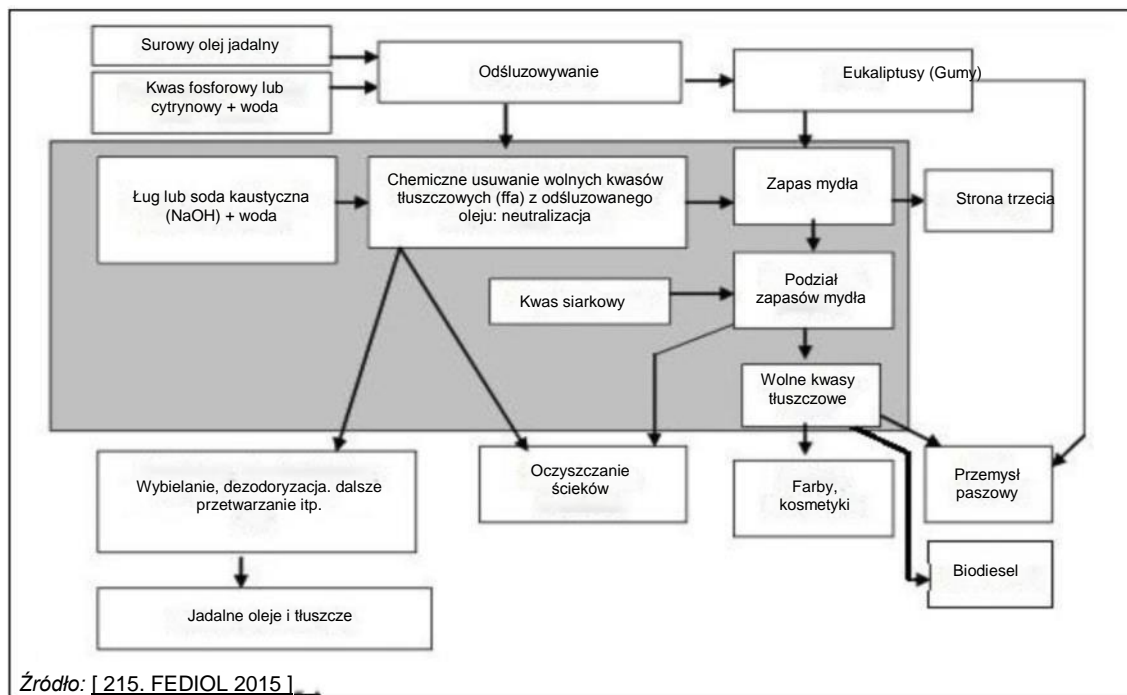 Surowy olej jadalny
Kwas fosforowy lub
cytrynowy + woda
Odśluzowywanie
Eukaliptusy (Gumy)
Ług lub soda kaustyczna
(NaOH) + woda
Chemiczne usuwanie wolnych kwasów
tłuszczowych (ffa) z odśluzowanego
oleju: neutralizacja
Zapas mydła
Strona trzecia
Kwas siarkowy
Podział
zapasów mydła
Wolne kwasy
tłuszczowe
Wybielanie, dezodoryzacja. dalsze
przetwarzanie itp.
Oczyszczanie
ścieków
Farby,
kosmetyki
Przemysł
paszowy
Biodiesel
Jadalne oleje i tłuszcze
Źródło: [ 215. FEDIOL 2015 ]